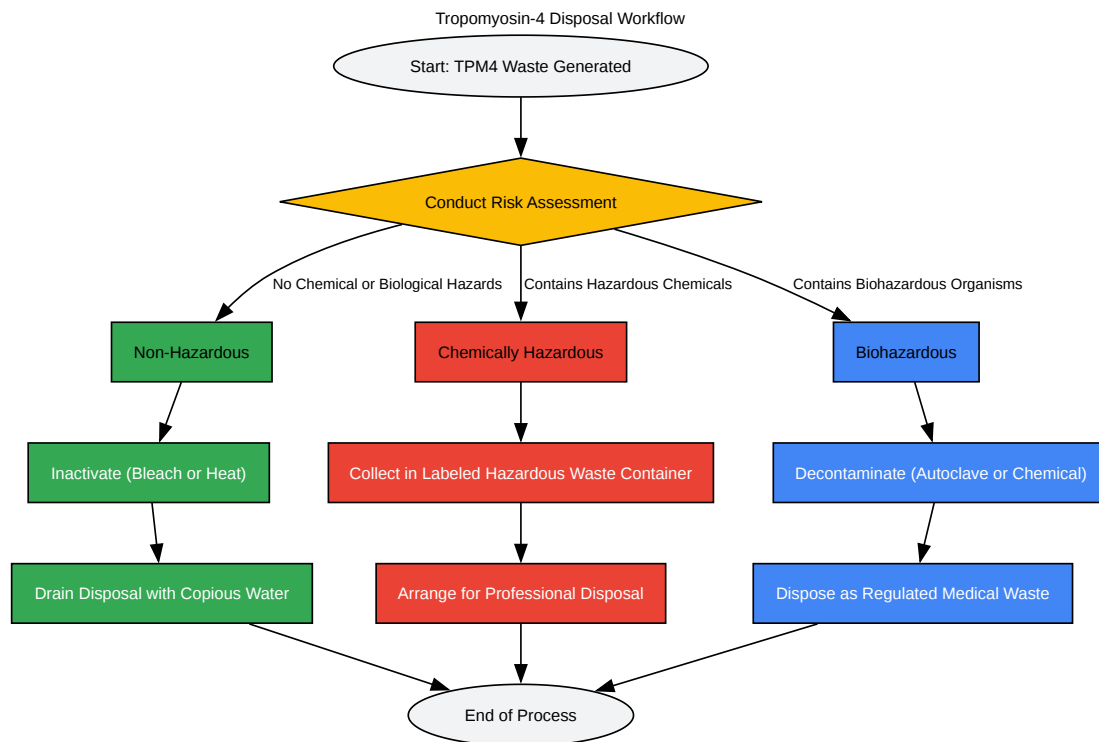 Tropomyosin-4 Disposal Workflow
Start: TPM4 Waste Generated
Conduct Risk Assessment
No Chemical or Biological Hazards
Contains Hazardous Chemicals
Contains Biohazardous Organisms
Non-Hazardous
Chemically Hazardous
Biohazardous
Inactivate (Bleach or Heat)
Collect in Labeled Hazardous Waste Container
Decontaminate (Autoclave or Chemical)
Drain Disposal with Copious Water
Arrange for Professional Disposal
Dispose as Regulated Medical Waste
End of Process